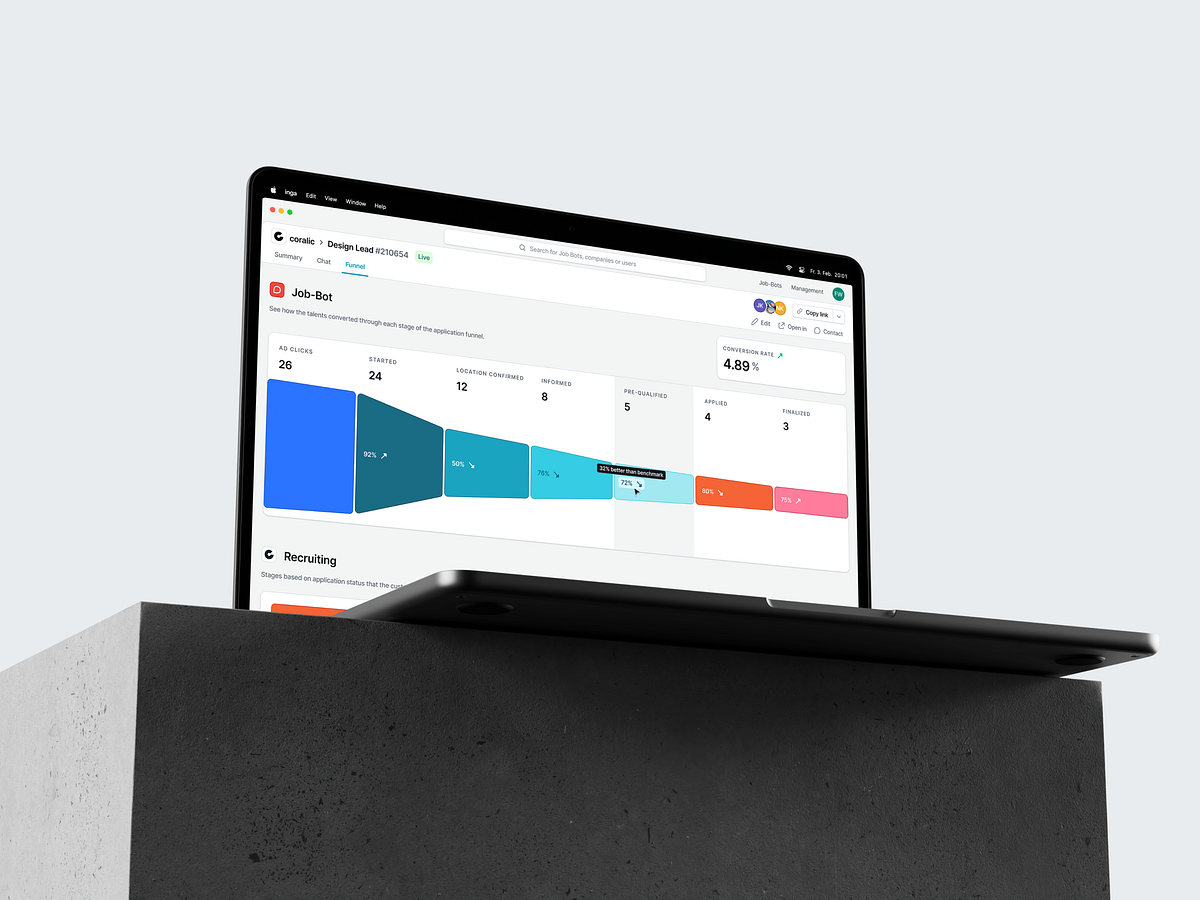 inga Edit View Window Help
Fr. 3. Feb. 20:01
coralic › Design Lead #210654 Live
Search for Job Bots, companies or users
Job-Bots Management FW
Summary Chat Funnel
JK
Copy link
Edit Open in Contact
Job-Bot
See how the talents converted through each stage of the application funnel.
CONVERSION RATE
4.89 %
AD CLICKS
26
STARTED
24
LOCATION CONFIRMED
12
INFORMED
8
PRE-QUALIFIED
5
APPLIED
4
FINALIZED
3
92%
50%
76%
32% better than benchmark
72%
80%
75%
Recruiting
Stages based on application status that the